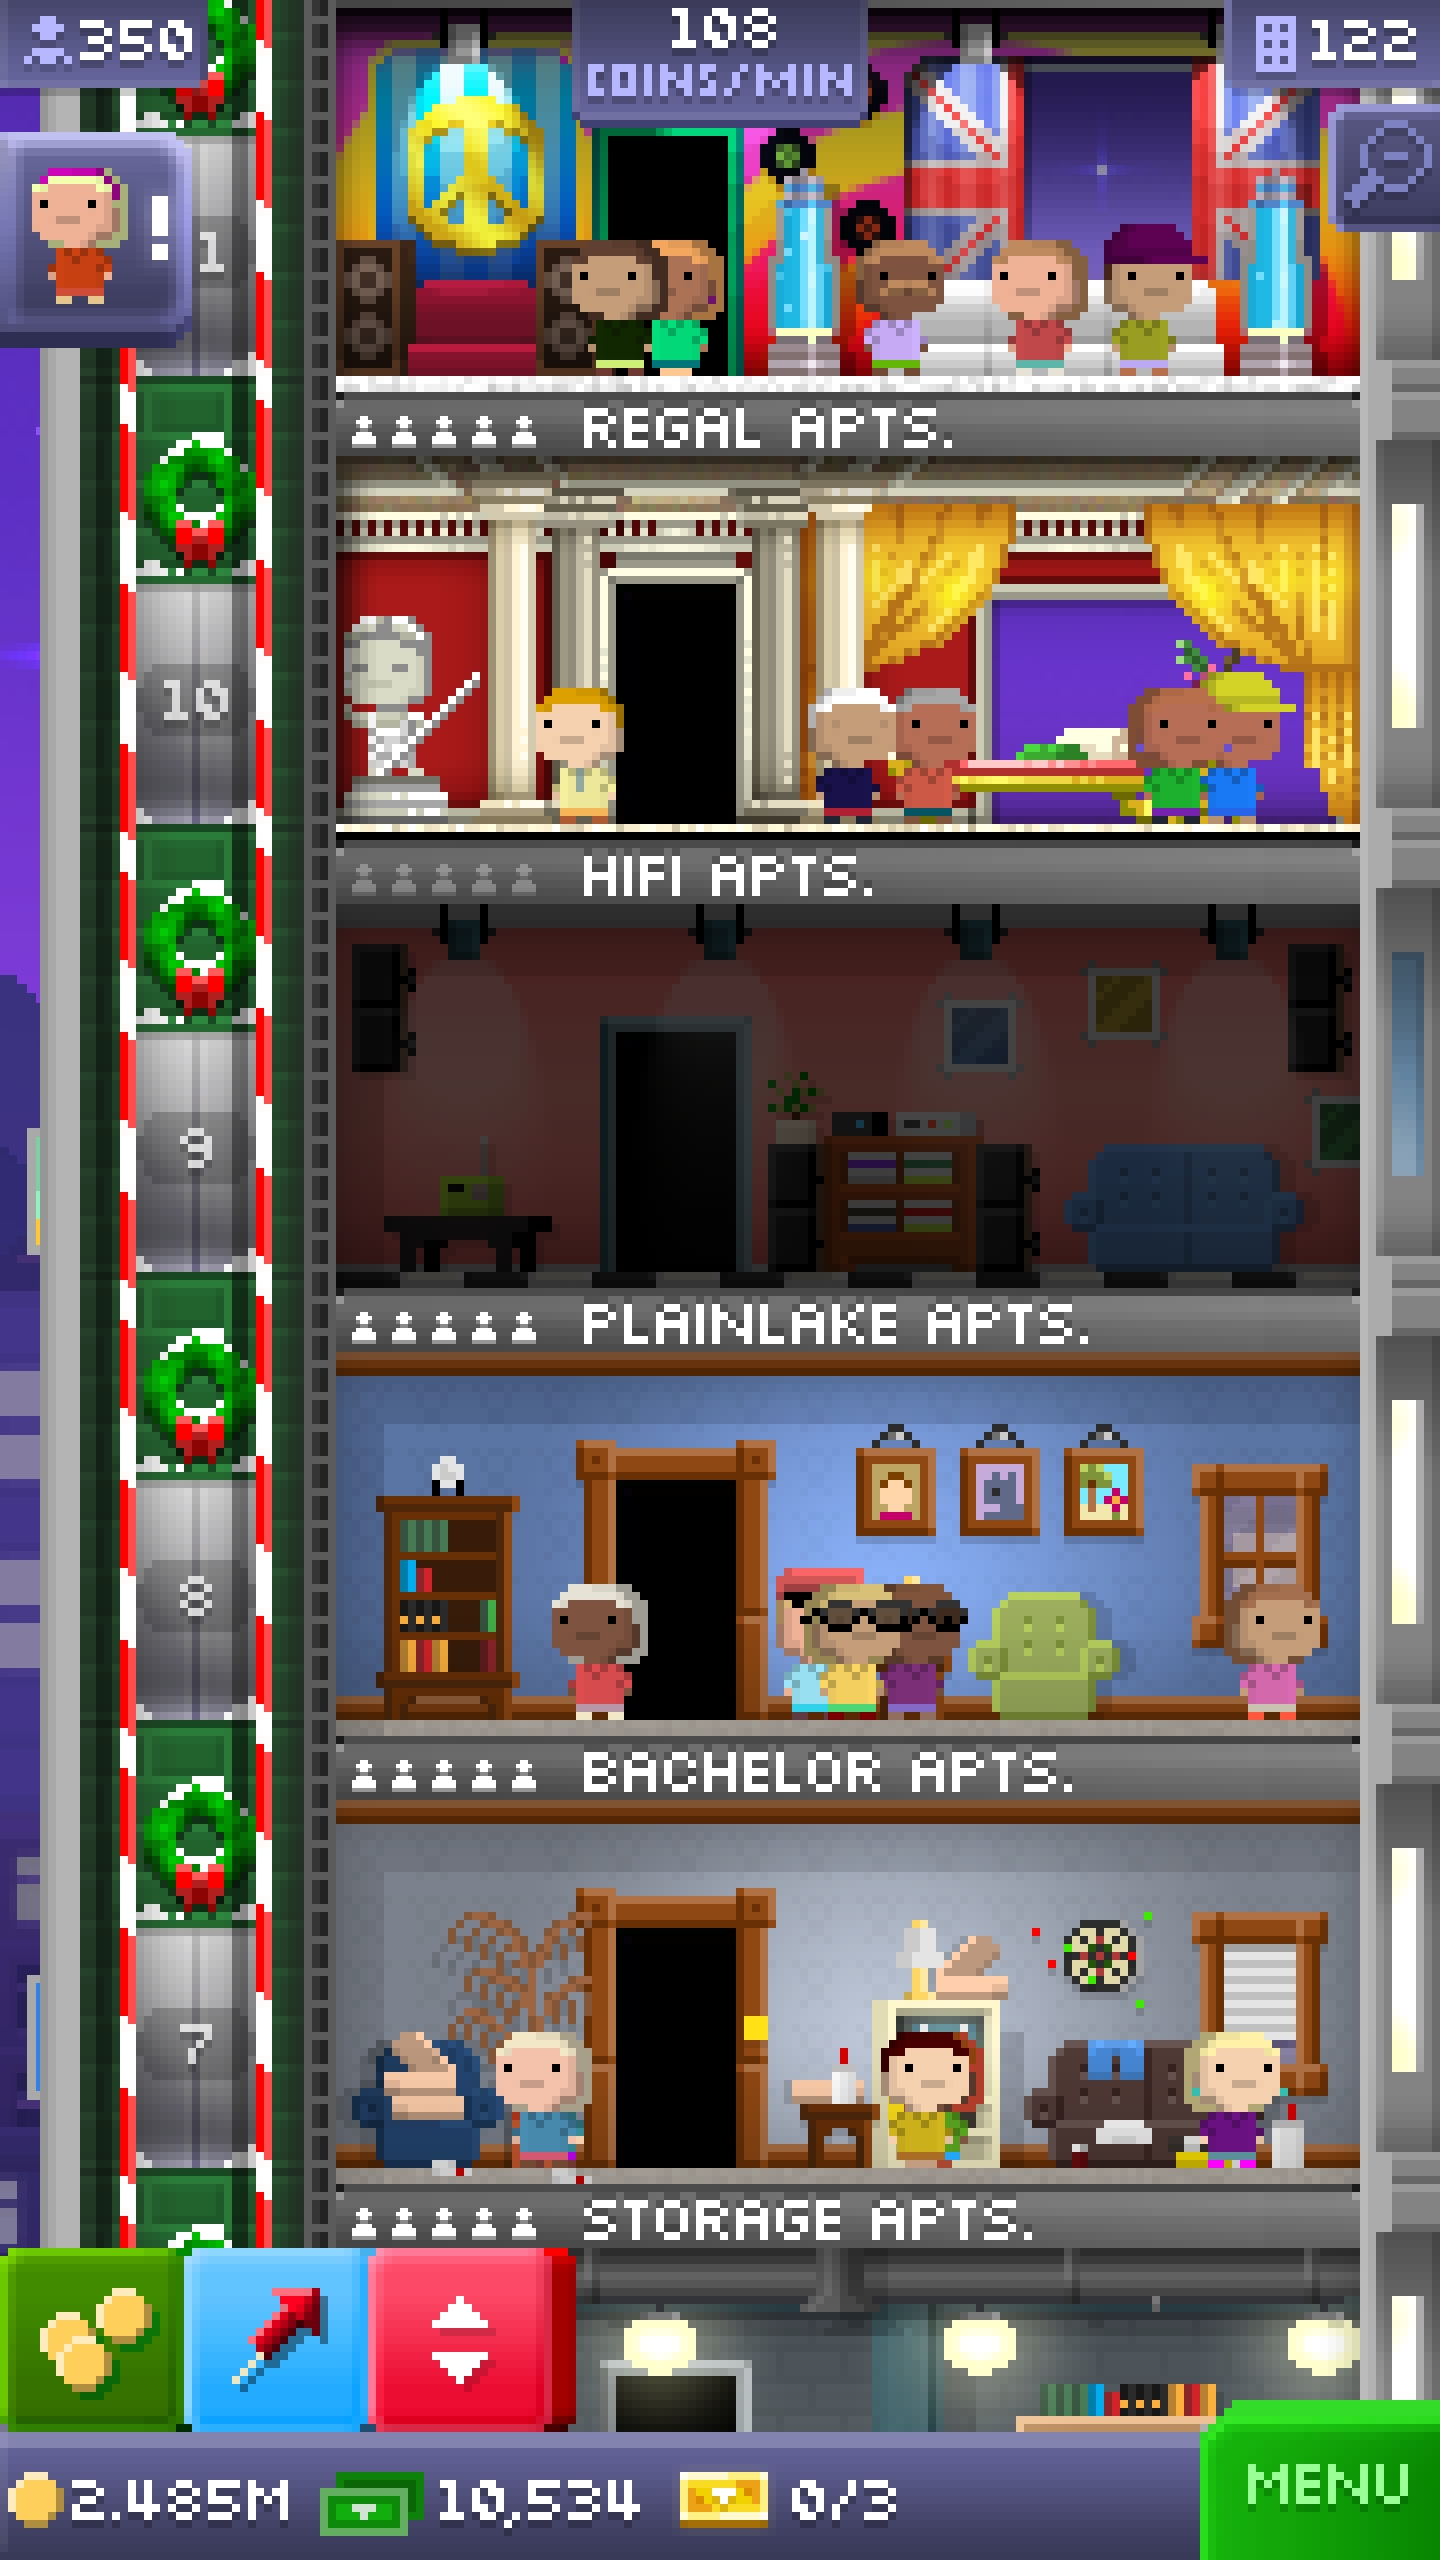 350
108
COINS/MIN
122
!
1
REGAL APTS.
10
HIFI APTS.
9
PLAINLAKE APTS.
8
BACHELOR APTS.
7
STORAGE APTS.
2.485M
10,534
0/3
MENU